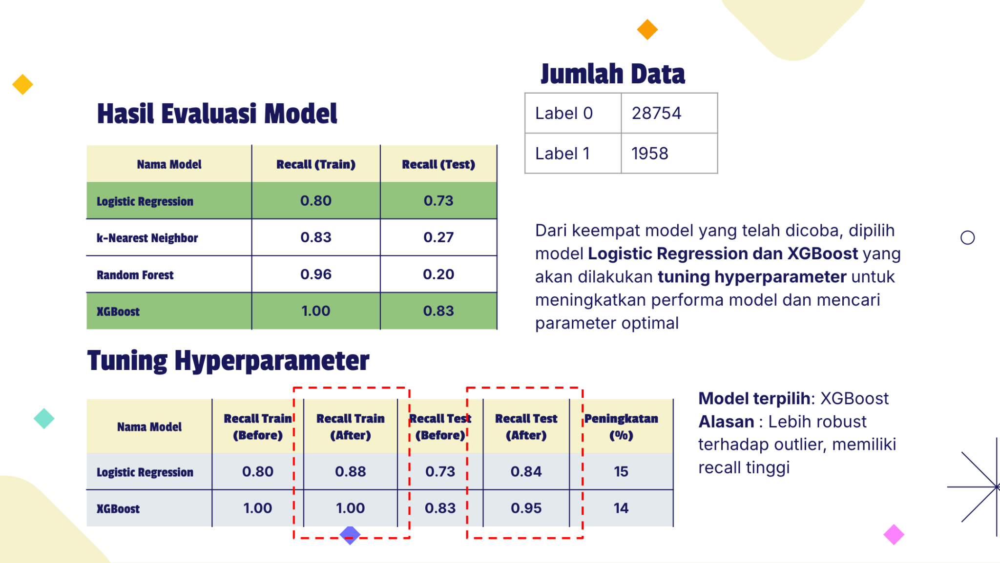 Jumlah Data
Label 0 28754
Label 1 1958
Hasil Evaluasi Model
Nama Model Recall (Train) Recall (Test)
Logistic Regression 0.80 0.73
k-Nearest Neighbor 0.83 0.27
Random Forest 0.96 0.20
XGBoost 1.00 0.83
Dari keempat model yang telah dicoba, dipilih
model Logistic Regression dan XGBoost yang
akan dilakukan tuning hyperparameter untuk
meningkatkan performa model dan mencari
parameter optimal
Tuning Hyperparameter
Nama Model Recall Train (Before) Recall Train (After) Recall Test (Before) Recall Test (After) Peningkatan (%)
Logistic Regression 0.80 0.88 0.73 0.84 15
XGBoost 1.00 1.00 0.83 0.95 14
Model terpilih: XGBoost
Alasan : Lebih robust
terhadap outlier, memiliki
recall tinggi